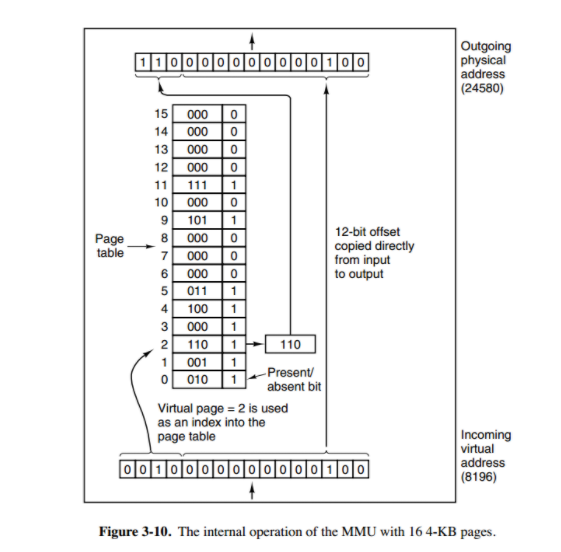 Outgoing
physical
address
(24580)
1 1 0 0 0 0 0 0 0 0 0 0 1 0 0
15 000 0
14 000 0
13 000 0
12 000 0
11 111 1
10 000 0
9 101 1
8 000 0
7 000 0
6 000 0
5 011 1
4 100 1
3 000 1
2 110 1
1 001 1
0 010 1
Page
table
110
12-bit offset
copied directly
from input
to output
Present/
absent bit
Virtual page = 2 is used
as an index into the
page table
0 0 1 0 0 0 0 0 0 0 0 0 0 1 0 0
Incoming
virtual
address
(8196)
Figure 3-10. The internal operation of the MMU with 16 4-KB pages.